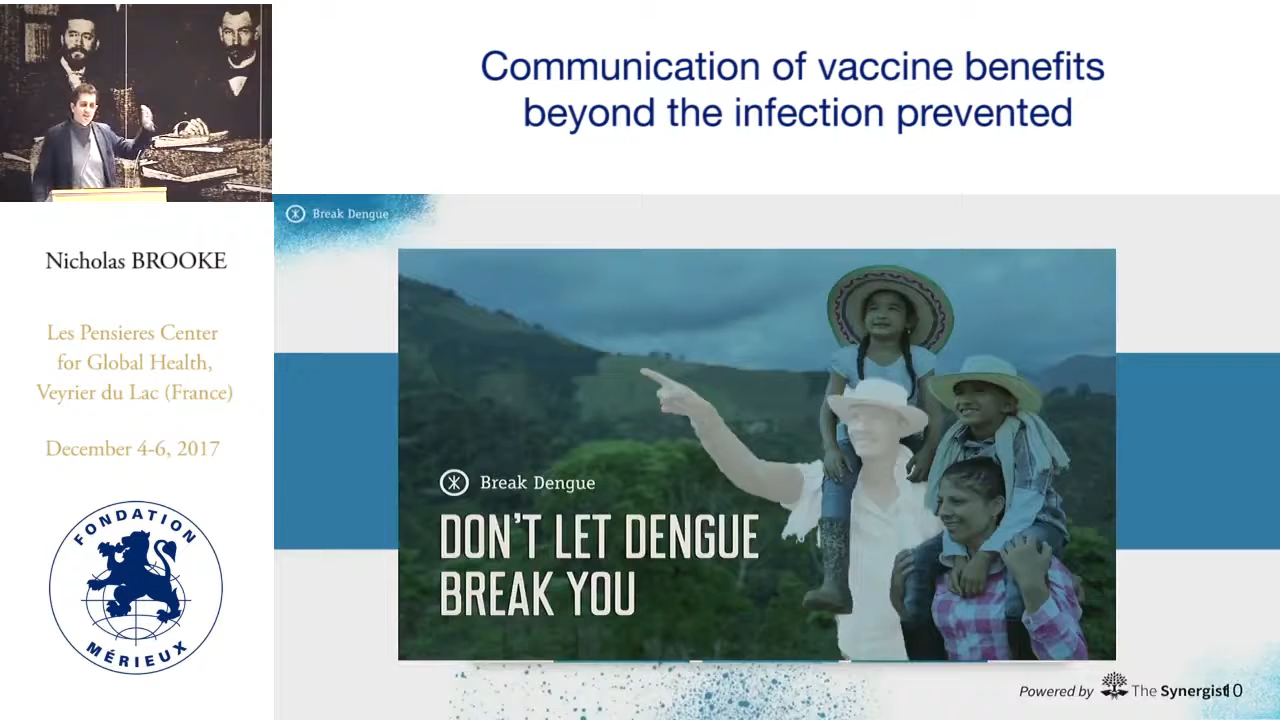 Communication of vaccine benefits
beyond the infection prevented
Nicholas BROOKE
Les Pensieres Center
for Global Health,
Veyrier du Lac (France)
December 4-6, 2017
FONDATION
MÉRIEUX
Break Dengue
Break Dengue
DON'T LET DENGUE
BREAK YOU
Powered by The Synergist
10